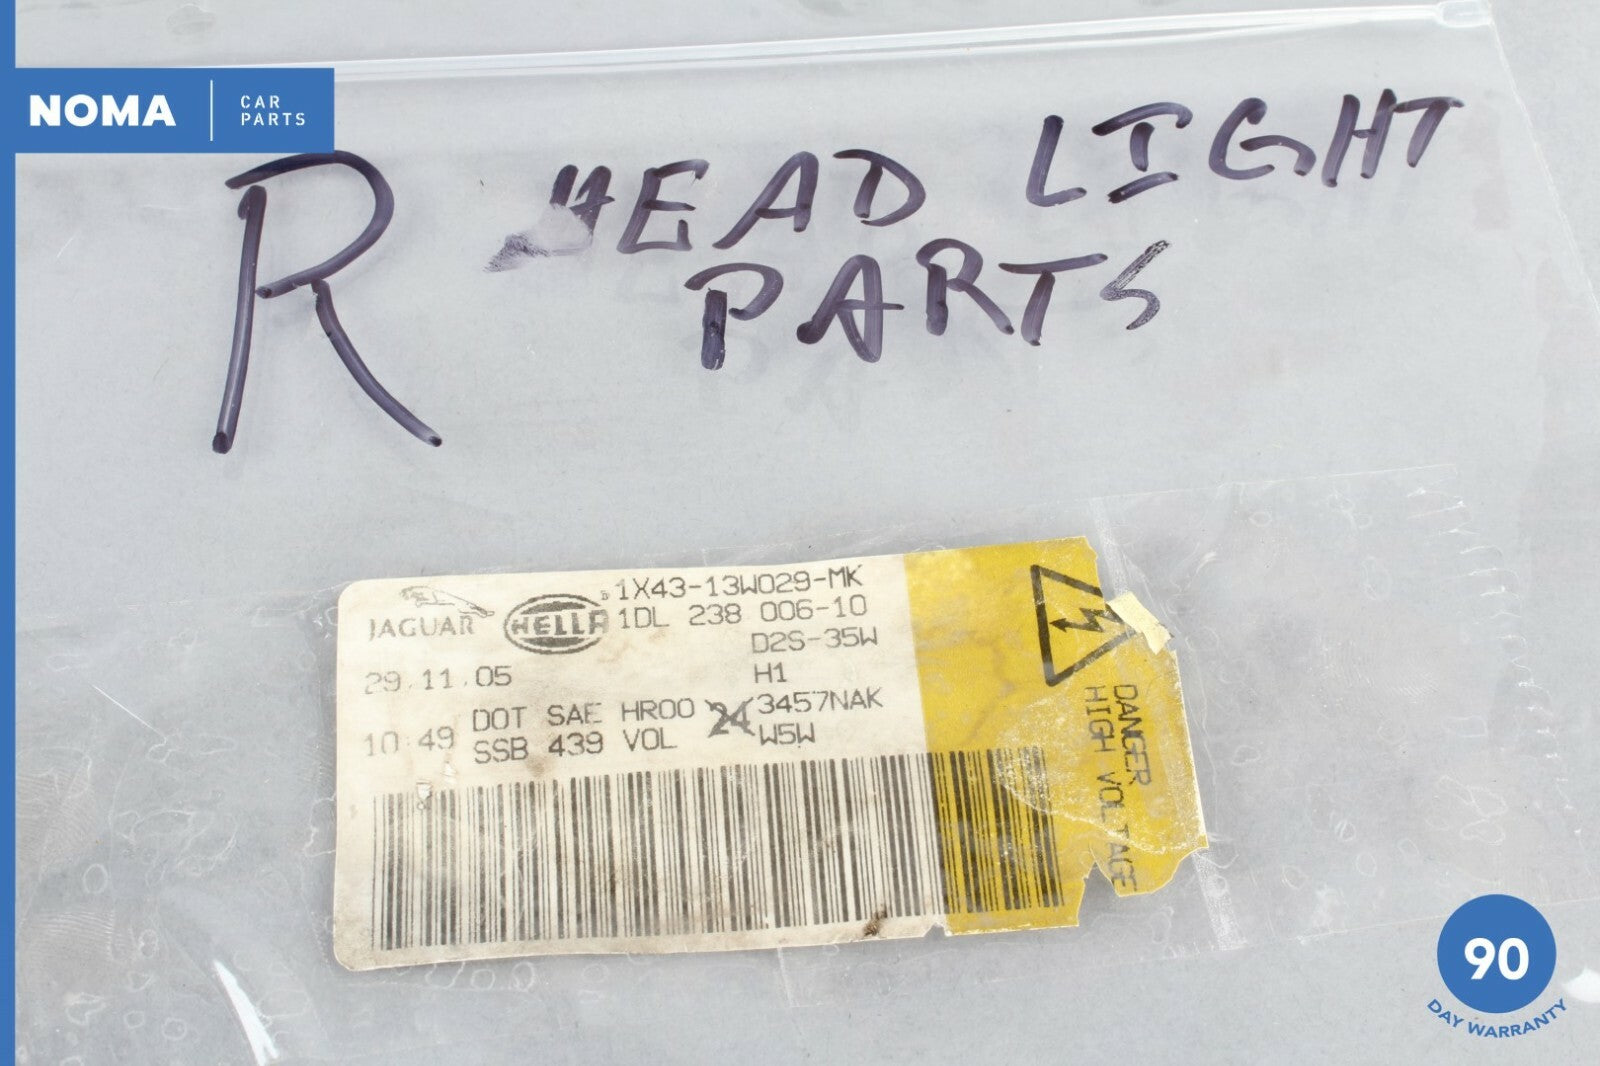 NOMA
CAR
PARTS
R HEAD LIGHT
PARTS
JAGUAR
HELLA
1X43-13W029-MK
1DL 238 006-10
D2S-35W
29.11.05
H1
DOT SAE HR00 24 3457NAK
10:49 SSB 439 VOL W5W
DANGER
HIGH VOLTAGE
90
DAY WARRANTY